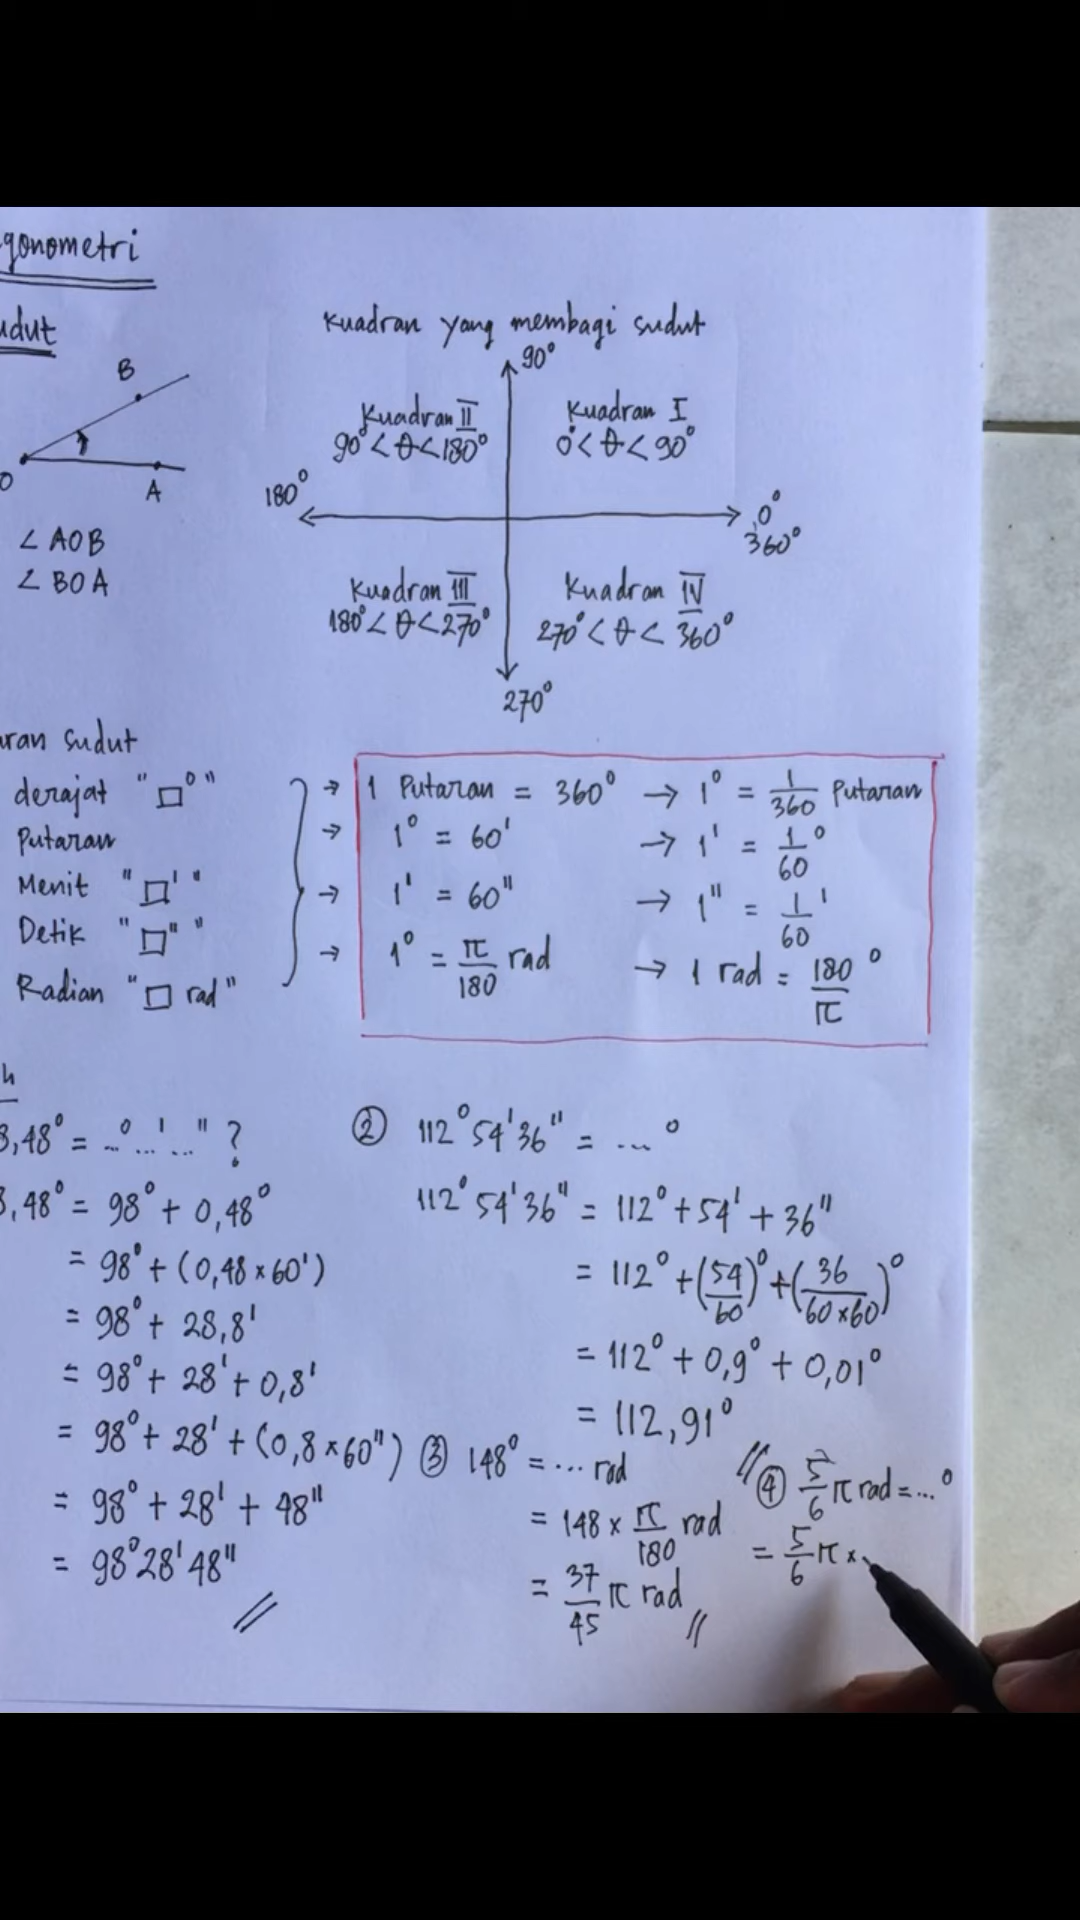 gonometri
udut
B
O
A
∠ AOB
∠ BOA
Kuadran yang membagi sudut
90°
Kuadran II
90° < θ < 180°
Kuadran I
0° < θ < 90°
180°
0°
360°
Kuadran III
180° < θ < 270°
Kuadran IV
270° < θ < 360°
270°
ran sudut
derajat "□°"
Putaran
Menit "□'"
Detik "□""
Radian "□ rad"
→ 1 Putaran = 360° → 1° = 1/360 Putaran
→ 1° = 60' → 1' = 1/60°
→ 1' = 60" → 1" = 1/60'
→ 1° = π/180 rad → 1 rad = 180/π°
h
8,48° = ...°...'..." ?
8,48° = 98° + 0,48°
= 98° + (0,48 × 60')
= 98° + 28,8'
= 98° + 28' + 0,8'
= 98° + 28' + (0,8 × 60")
= 98° + 28' + 48"
= 98° 28' 48" //
② 112° 54' 36" = ...°
112° 54' 36" = 112° + 54' + 36"
= 112° + (54/60)° + (36/60×60)°
= 112° + 0,9° + 0,01°
= 112,91° //
③ 148° = ... rad
= 148 × π/180 rad
= 37/45 π rad //
④ 5/6 π rad = ...°
= 5/6 π ×